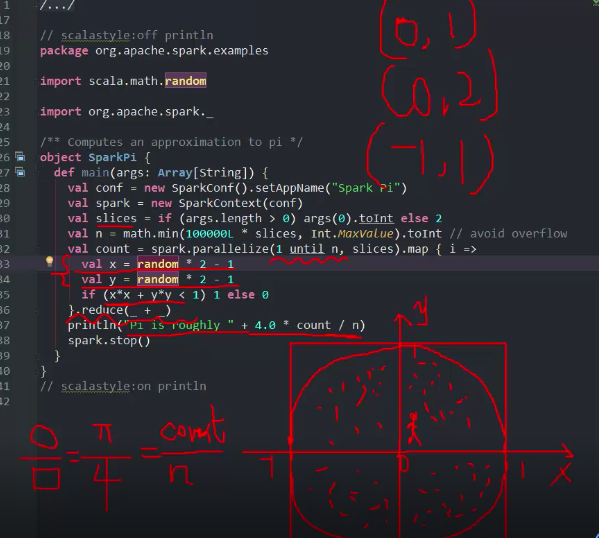 1 /.../
17
18 // scalastyle:off println
19 package org.apache.spark.examples
20
21 import scala.math.random
22
23 import org.apache.spark._
24
25 /** Computes an approximation to pi */
26 object SparkPi {
27 def main(args: Array[String]) {
28 val conf = new SparkConf().setAppName("Spark Pi")
29 val spark = new SparkContext(conf)
30 val slices = if (args.length > 0) args(0).toInt else 2
31 val n = math.min(100000L * slices, Int.MaxValue).toInt // avoid overflow
32 val count = spark.parallelize(1 until n, slices).map { i =>
33 val x = random * 2 - 1
34 val y = random * 2 - 1
35 if (x*x + y*y < 1) 1 else 0
36 }.reduce(_ + _)
37 println("Pi is roughly " + 4.0 * count / n)
38 spark.stop()
39 }
40 }
41 // scalastyle:on println
42
(0, 1)
(0, 2)
(-1, 1)
y
1
-1 0 1 x
○/□ = π/4 = count/n